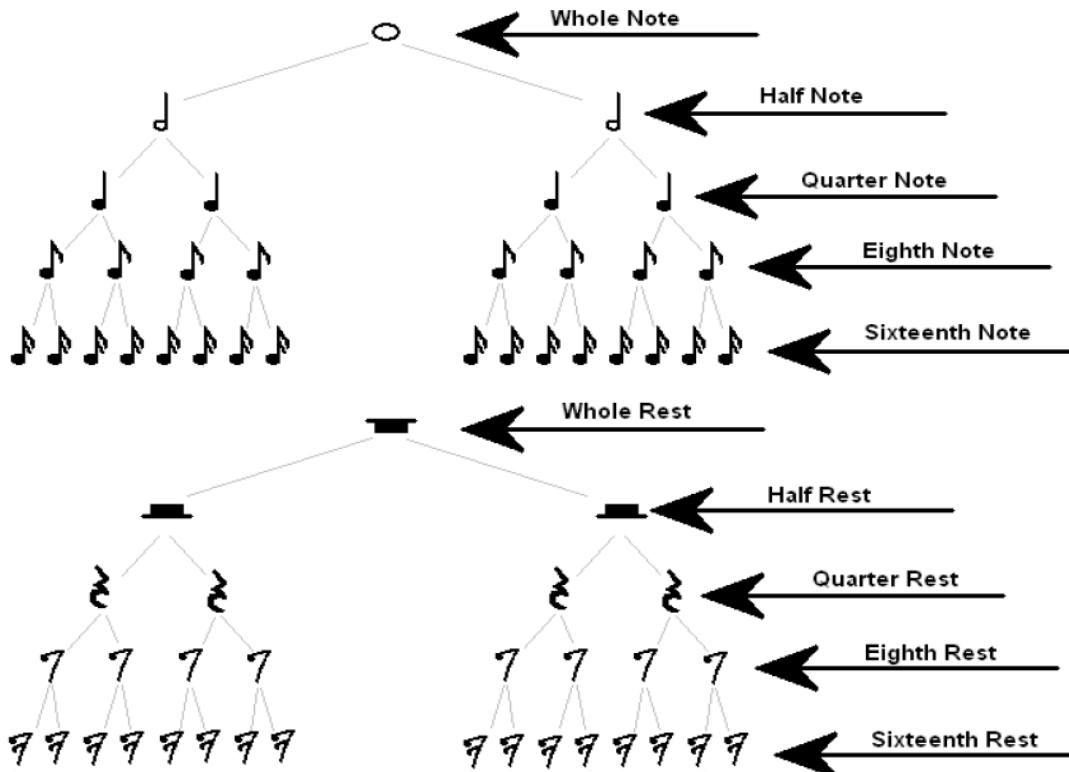 Whole Note
Half Note
Quarter Note
Eighth Note
Sixteenth Note
Whole Rest
Half Rest
Quarter Rest
Eighth Rest
Sixteenth Rest